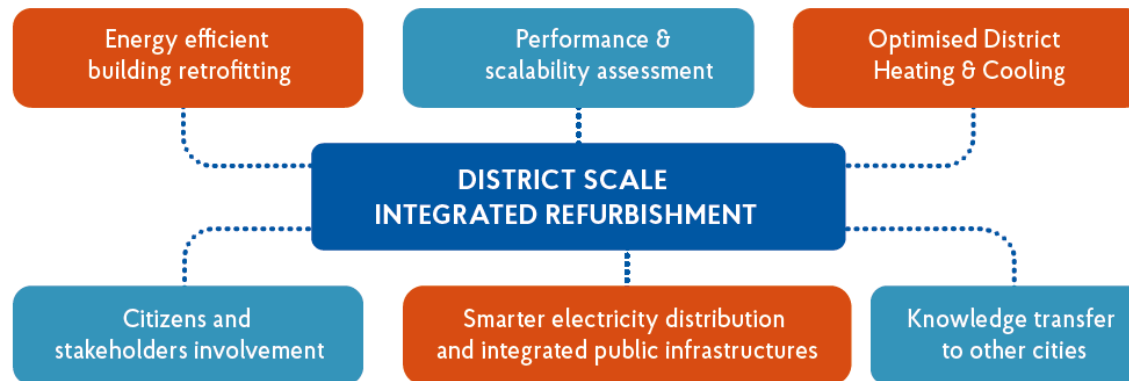 Energy efficient
building retrofitting
Performance &
scalability assessment
Optimised District
Heating & Cooling
DISTRICT SCALE
INTEGRATED REFURBISHMENT
Citizens and
stakeholders involvement
Smarter electricity distribution
and integrated public infrastructures
Knowledge transfer
to other cities